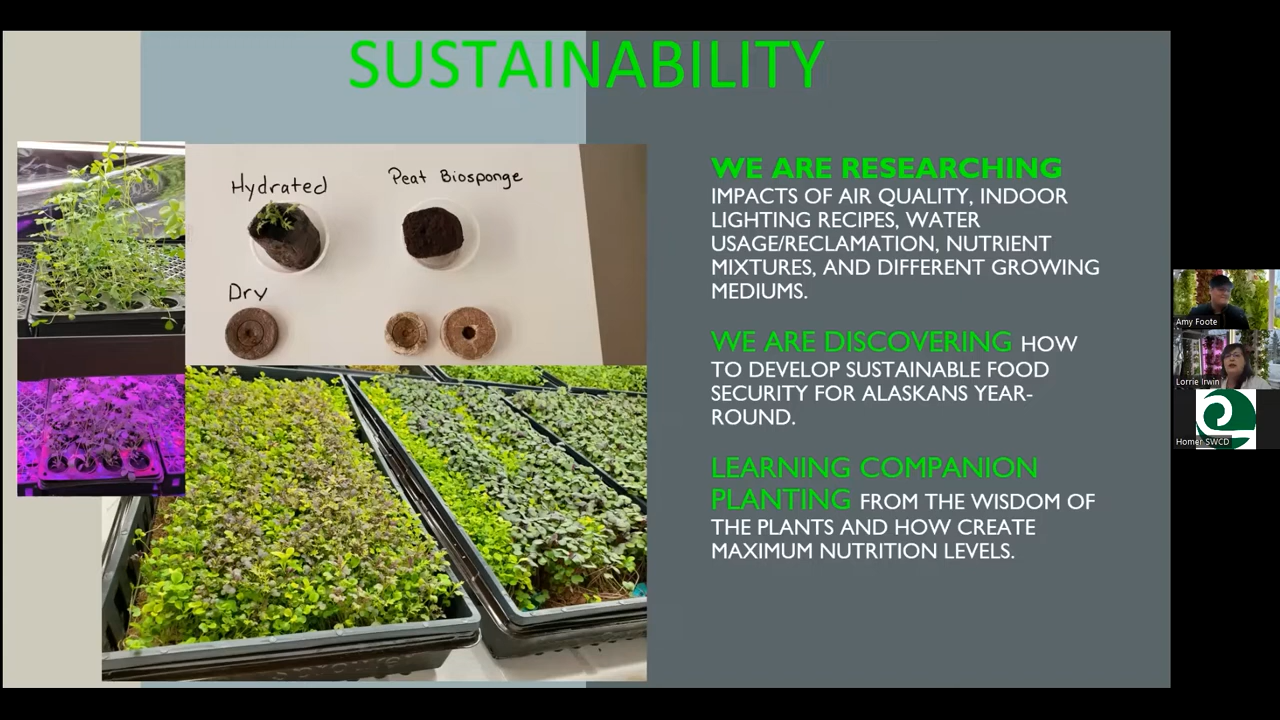 SUSTAINABILITY
Hydrated
Peat Biosponge
Dry
WE ARE RESEARCHING
IMPACTS OF AIR QUALITY, INDOOR
LIGHTING RECIPES, WATER
USAGE/RECLAMATION, NUTRIENT
MIXTURES, AND DIFFERENT GROWING
MEDIUMS.
WE ARE DISCOVERING HOW
TO DEVELOP SUSTAINABLE FOOD
SECURITY FOR ALASKANS YEAR-
ROUND.
LEARNING COMPANION
PLANTING FROM THE WISDOM OF
THE PLANTS AND HOW CREATE
MAXIMUM NUTRITION LEVELS.
Amy Foote
Lorrie Irwin
Homer SWCD